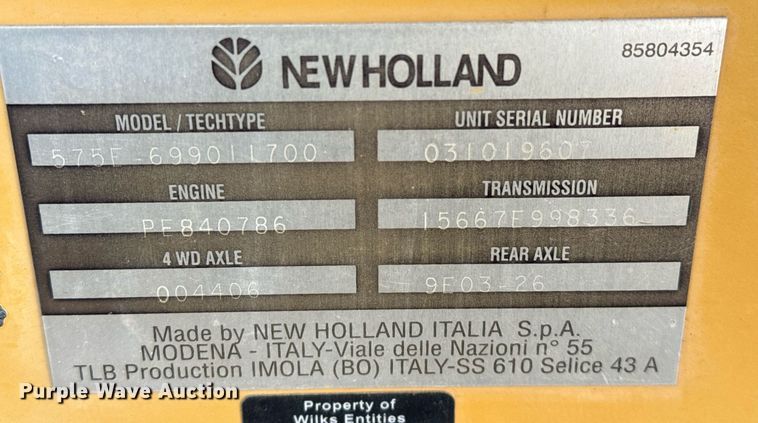 NEW HOLLAND
85804354
MODEL / TECHTYPE
UNIT SERIAL NUMBER
575E-699011700
031019607
ENGINE
TRANSMISSION
PE840786
15667E998336
4 WD AXLE
REAR AXLE
004406
9F03-26
Made by NEW HOLLAND ITALIA S.p.A.
MODENA - ITALY-Viale delle Nazioni n° 55
TLB Production IMOLA (BO) ITALY-SS 610 Selice 43 A
Purple Wave Auction
Property of
Wilks Entities